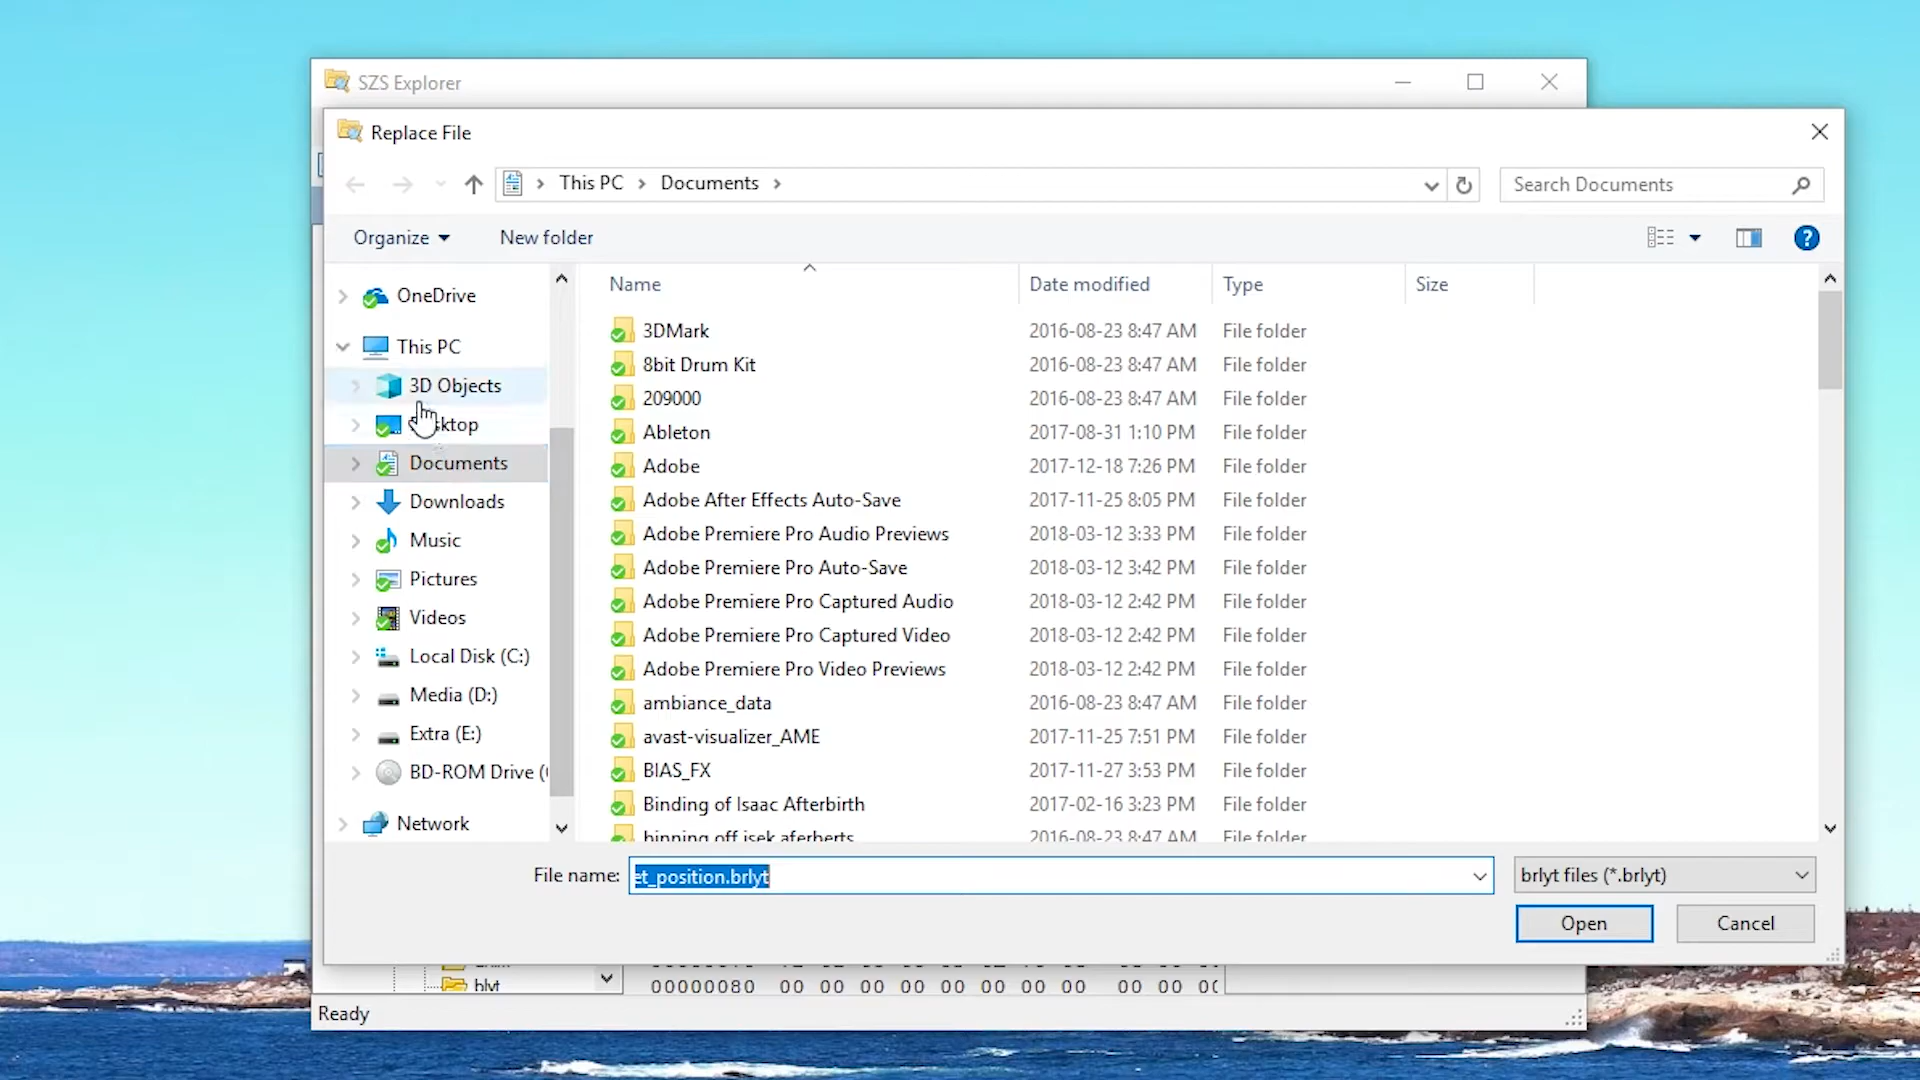 SZS Explorer
Replace File
This PC
Documents
Search Documents
Organize
New folder
OneDrive
This PC
3D Objects
ktop
Documents
Downloads
Music
Pictures
Videos
Local Disk (C:)
Media (D:)
Extra (E:)
BD-ROM Drive (
Network
Name Date modified Type Size
3DMark 2016-08-23 8:47 AM File folder
8bit Drum Kit 2016-08-23 8:47 AM File folder
209000 2016-08-23 8:47 AM File folder
Ableton 2017-08-31 1:10 PM File folder
Adobe 2017-12-18 7:26 PM File folder
Adobe After Effects Auto-Save 2017-11-25 8:05 PM File folder
Adobe Premiere Pro Audio Previews 2018-03-12 3:33 PM File folder
Adobe Premiere Pro Auto-Save 2018-03-12 3:42 PM File folder
Adobe Premiere Pro Captured Audio 2018-03-12 2:42 PM File folder
Adobe Premiere Pro Captured Video 2018-03-12 2:42 PM File folder
Adobe Premiere Pro Video Previews 2018-03-12 2:42 PM File folder
ambiance_data 2016-08-23 8:47 AM File folder
avast-visualizer_AME 2017-11-25 7:51 PM File folder
BIAS_FX 2017-11-27 3:53 PM File folder
Binding of Isaac Afterbirth 2017-02-16 3:23 PM File folder
binning off isek aferberts 2016-08-23 8:47 AM File folder
File name: et_position.brlyt
brlyt files (*.brlyt)
Open
Cancel
blyt
00000080 00 00 00 00 00 00 00 00 00 00 00
Ready